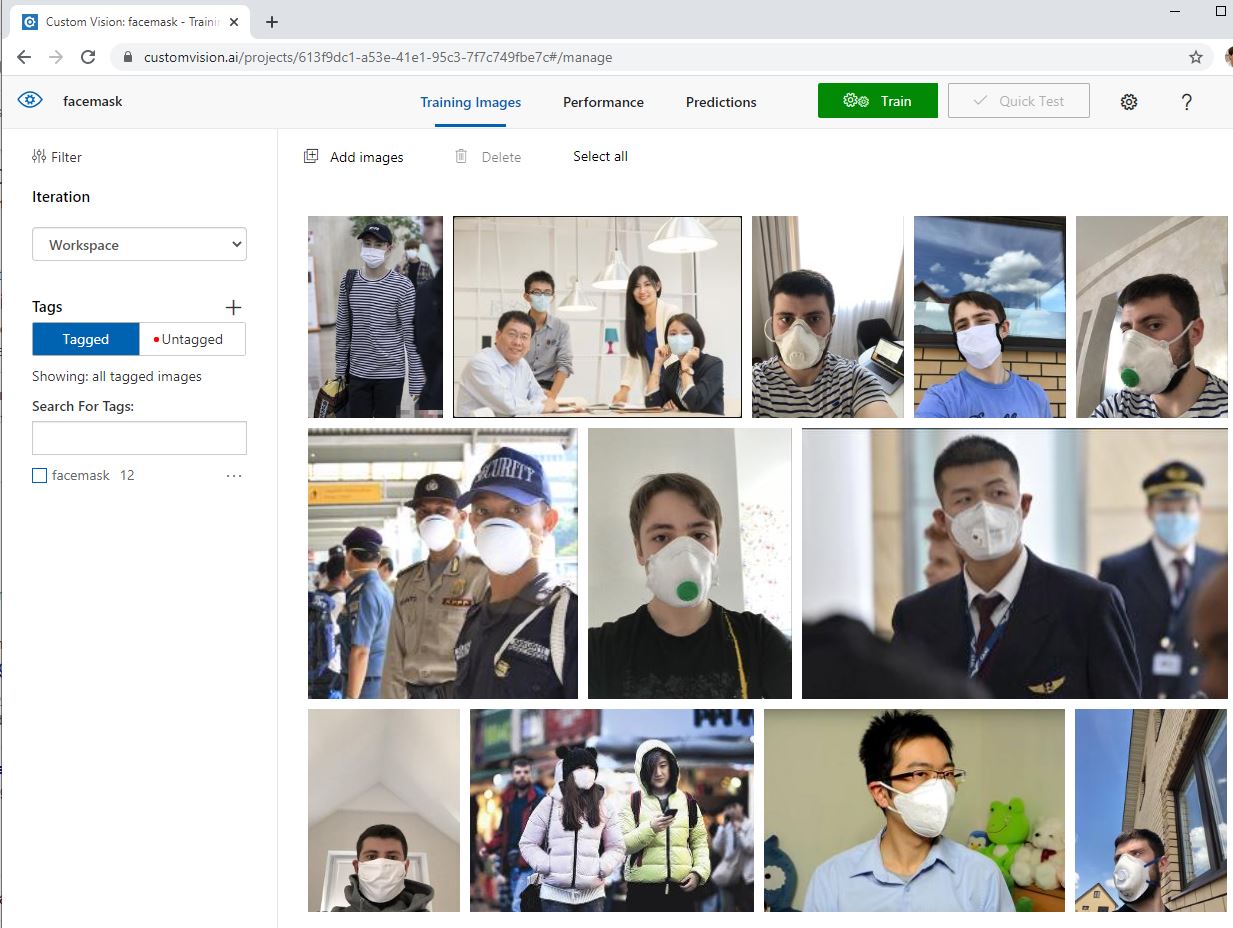 Custom Vision: facemask - Traini
customvision.ai/projects/613f9dc1-a53e-41e1-95c3-7f7c749fbe7c#/manage
facemask
Training Images
Performance
Predictions
Train
Quick Test
?
Filter
Add images
Delete
Select all
Iteration
Workspace
Tags
Tagged
Untagged
Showing: all tagged images
Search For Tags:
facemask 12
SECURITY